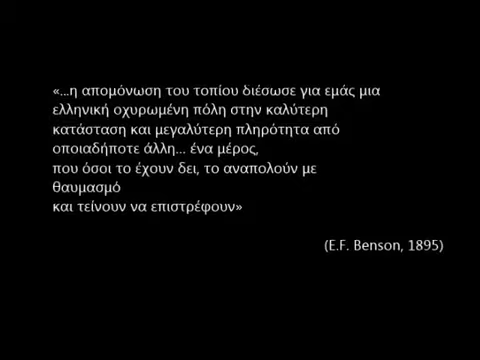 «...η απομόνωση του τοπίου διέσωσε για εμάς μια
ελληνική οχυρωμένη πόλη στην καλύτερη
κατάσταση και μεγαλύτερη πληρότητα από
οποιαδήποτε άλλη... ένα μέρος,
που όσοι το έχουν δει, το αναπολούν με
θαυμασμό
και τείνουν να επιστρέφουν»
(E.F. Benson, 1895)